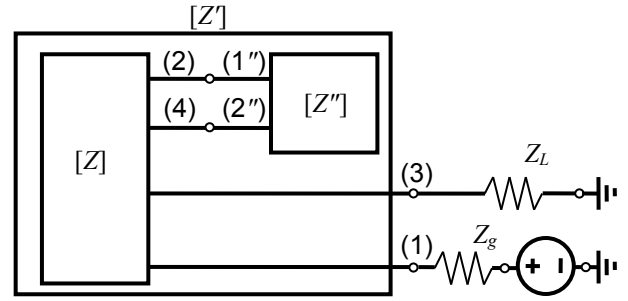 [Z′]
(2) (1″)
(4) (2″)
[Z″]
[Z]
(3) Z_L
(1) Z_g
+ −